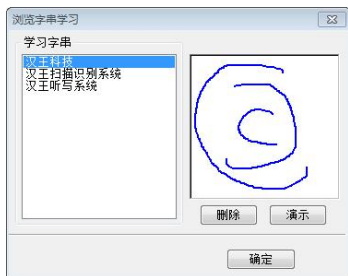 浏览字串学习
学习字串
汉王科技
汉王扫描识别系统
汉王听写系统
删除
演示
确定